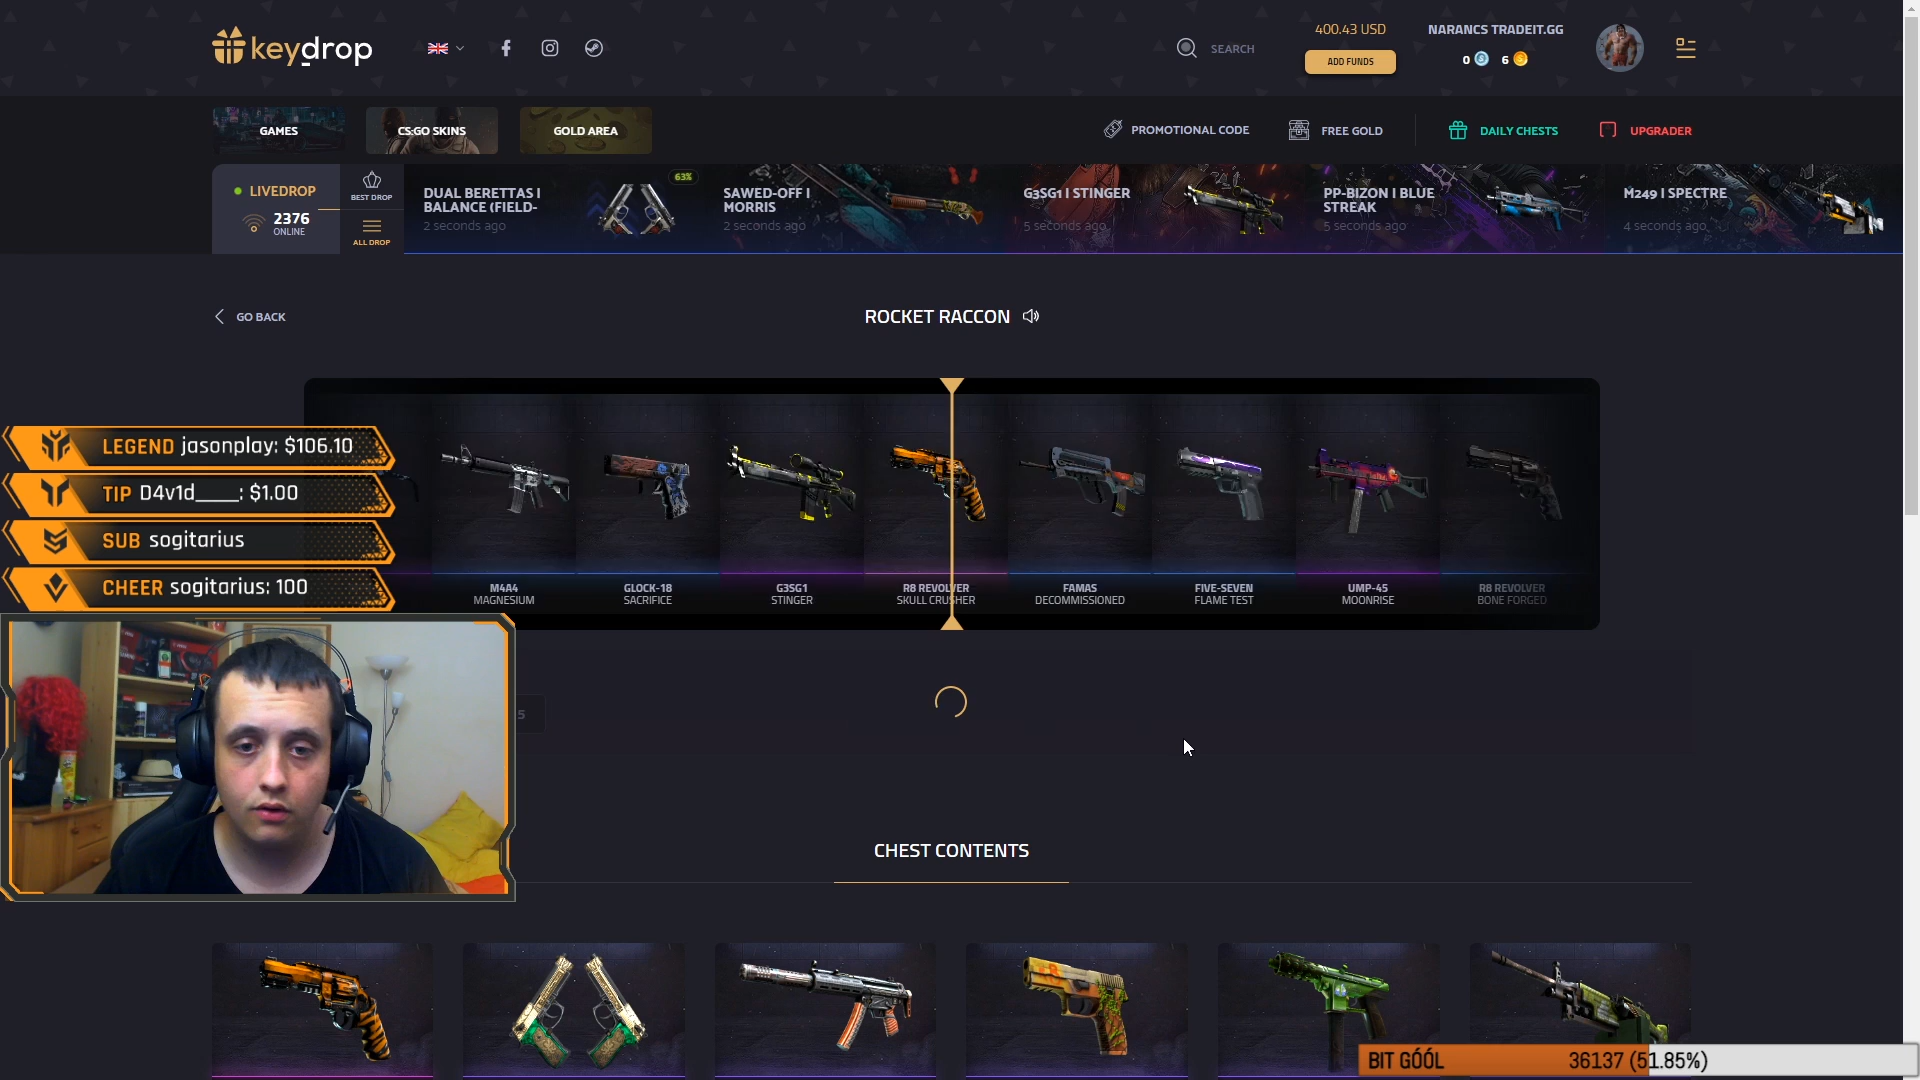 keydrop
SEARCH
400.43 USD
ADD FUNDS
NARANCS TRADEIT.GG
0
6
GAMES
CS:GO SKINS
GOLD AREA
PROMOTIONAL CODE
FREE GOLD
DAILY CHESTS
UPGRADER
LIVEDROP
2376
ONLINE
BEST DROP
ALL DROP
DUAL BERETTAS |
BALANCE (FIELD-
2 seconds ago
63%
SAWED-OFF |
MORRIS
2 seconds ago
G3SG1 | STINGER
5 seconds ago
PP-BIZON | BLUE
STREAK
5 seconds ago
M249 | SPECTRE
4 seconds ago
GO BACK
ROCKET RACCON
LEGEND jasonplay: $106.10
TIP D4v1d____: $1.00
SUB sogitarius
CHEER sogitarius: 100
M4A4
MAGNESIUM
GLOCK-18
SACRIFICE
G3SG1
STINGER
R8 REVOLVER
SKULL CRUSHER
FAMAS
DECOMMISSIONED
FIVE-SEVEN
FLAME TEST
UMP-45
MOONRISE
R8 REVOLVER
BONE FORGED
5
CHEST CONTENTS
BIT GÓÓL 36137 (51.85%)